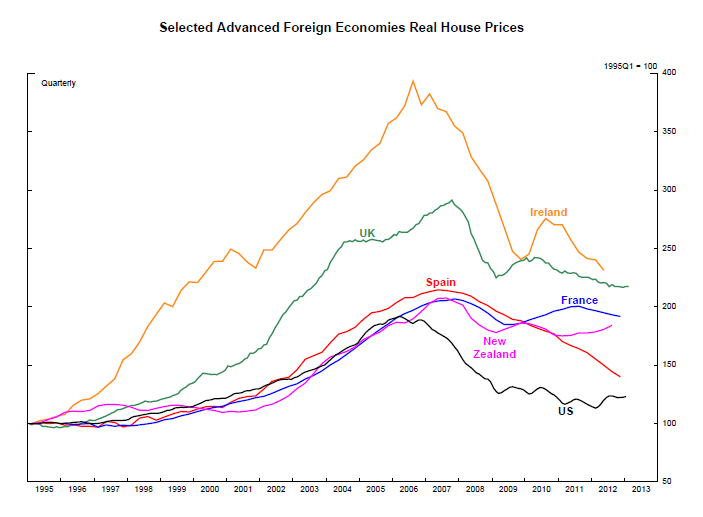 Selected Advanced Foreign Economies Real House Prices
1995Q1 = 100
Quarterly
400
350
300
250
200
150
100
50
Ireland
UK
Spain
France
New
Zealand
US
1995 1996 1997 1998 1999 2000 2001 2002 2003 2004 2005 2006 2007 2008 2009 2010 2011 2012 2013